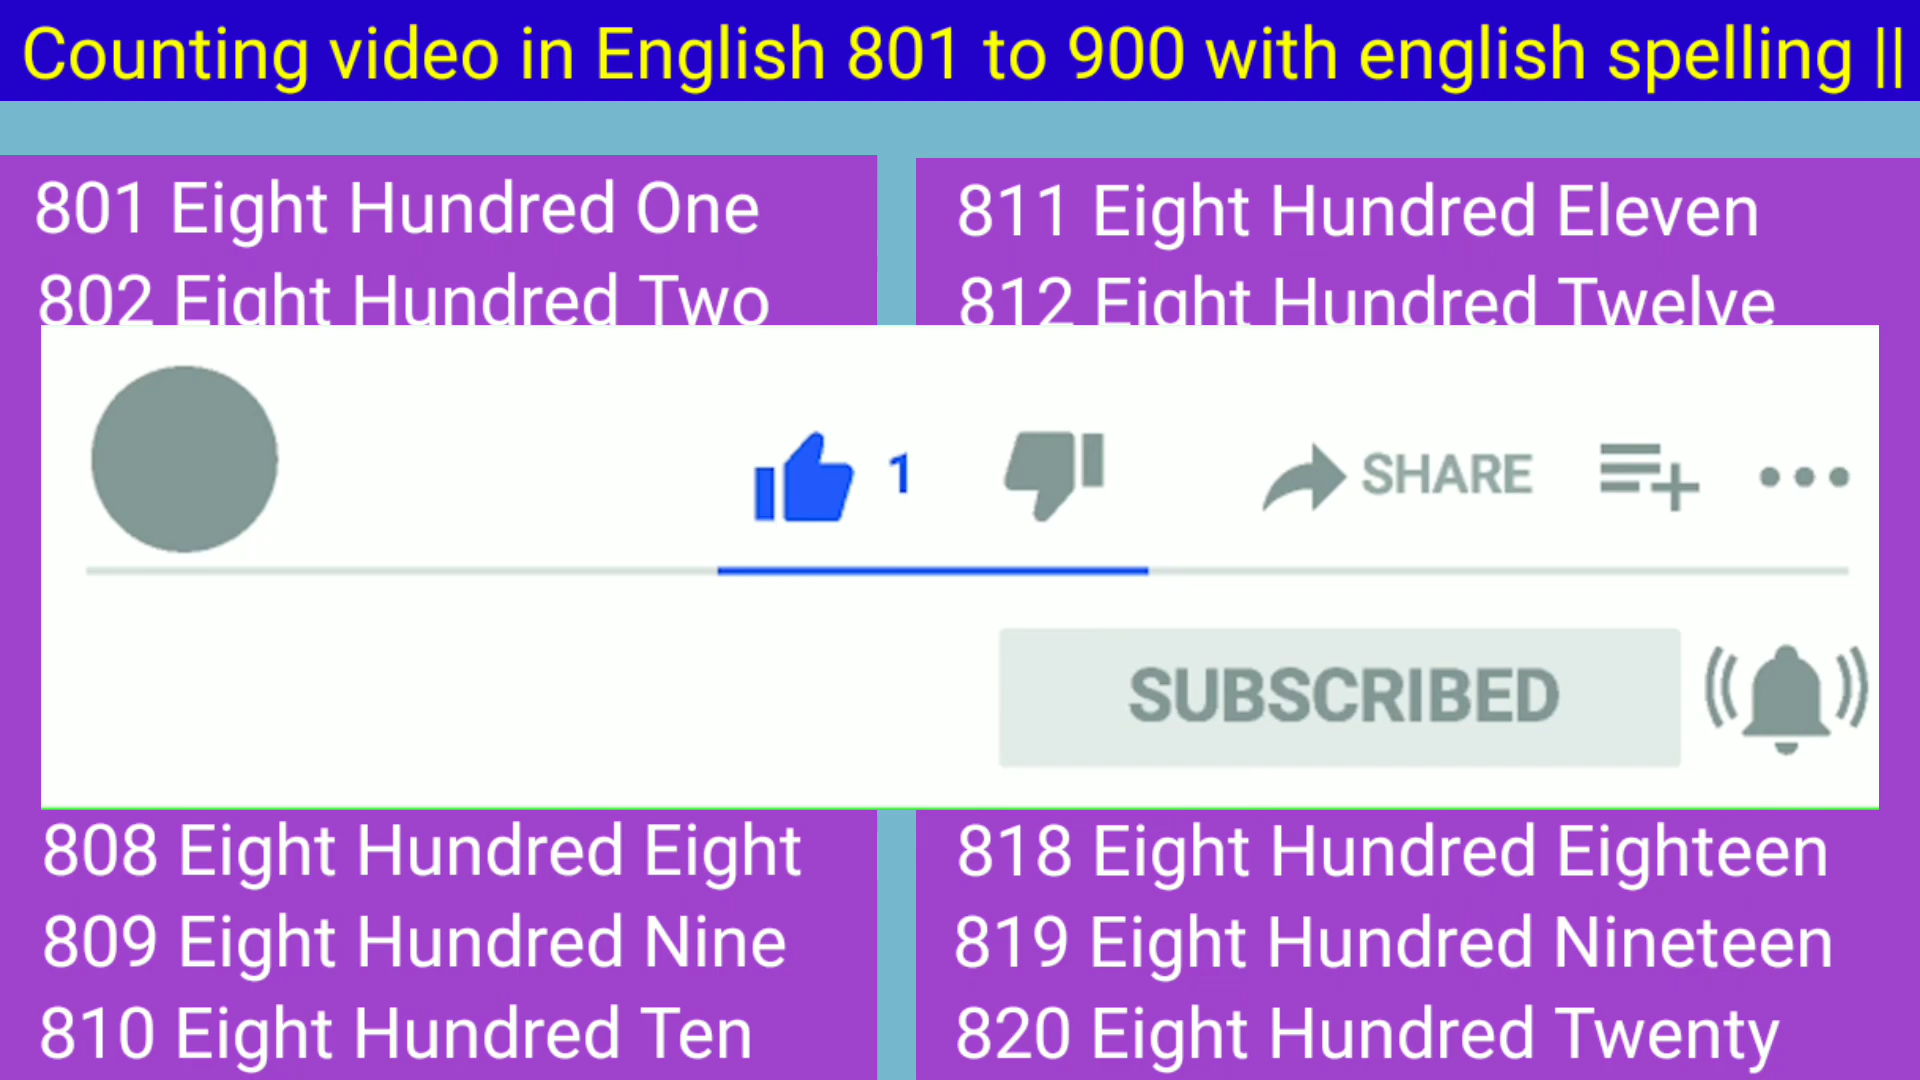 Counting video in English 801 to 900 with english spelling ||
801 Eight Hundred One
802 Eight Hundred Two
811 Eight Hundred Eleven
812 Eight Hundred Twelve
1
SHARE
SUBSCRIBED
808 Eight Hundred Eight
809 Eight Hundred Nine
810 Eight Hundred Ten
818 Eight Hundred Eighteen
819 Eight Hundred Nineteen
820 Eight Hundred Twenty